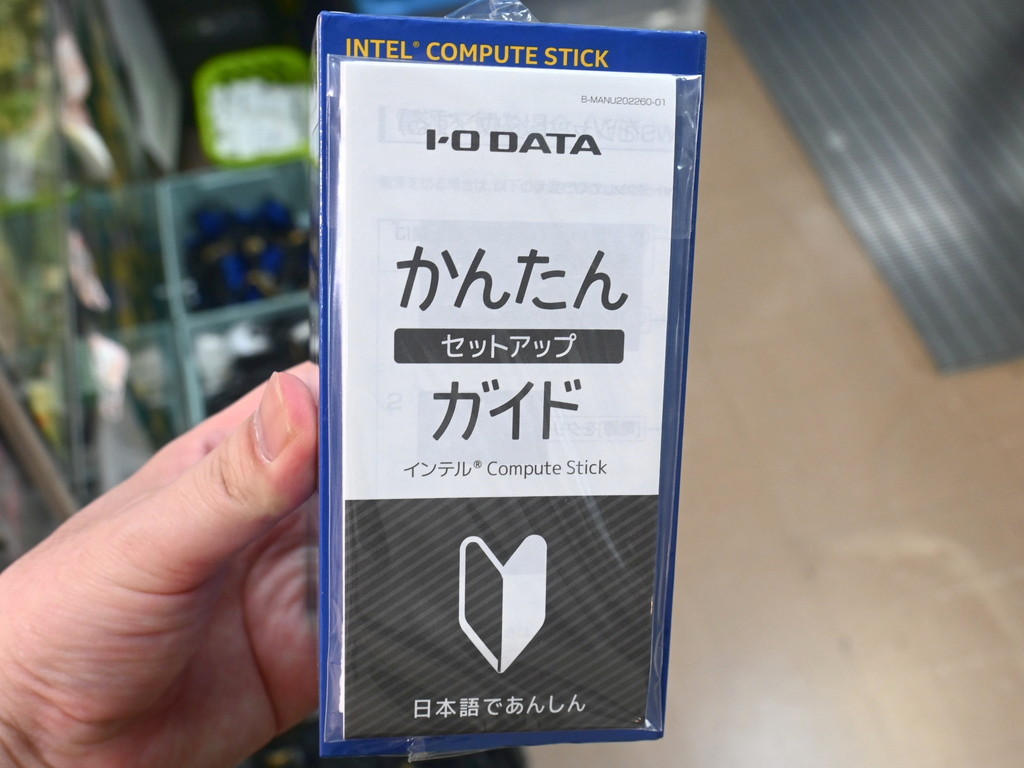 INTEL® COMPUTE STICK
B-MANU202260-01
I-O DATA
かんたん
セットアップ
ガイド
インテル® Compute Stick
日本語であんしん